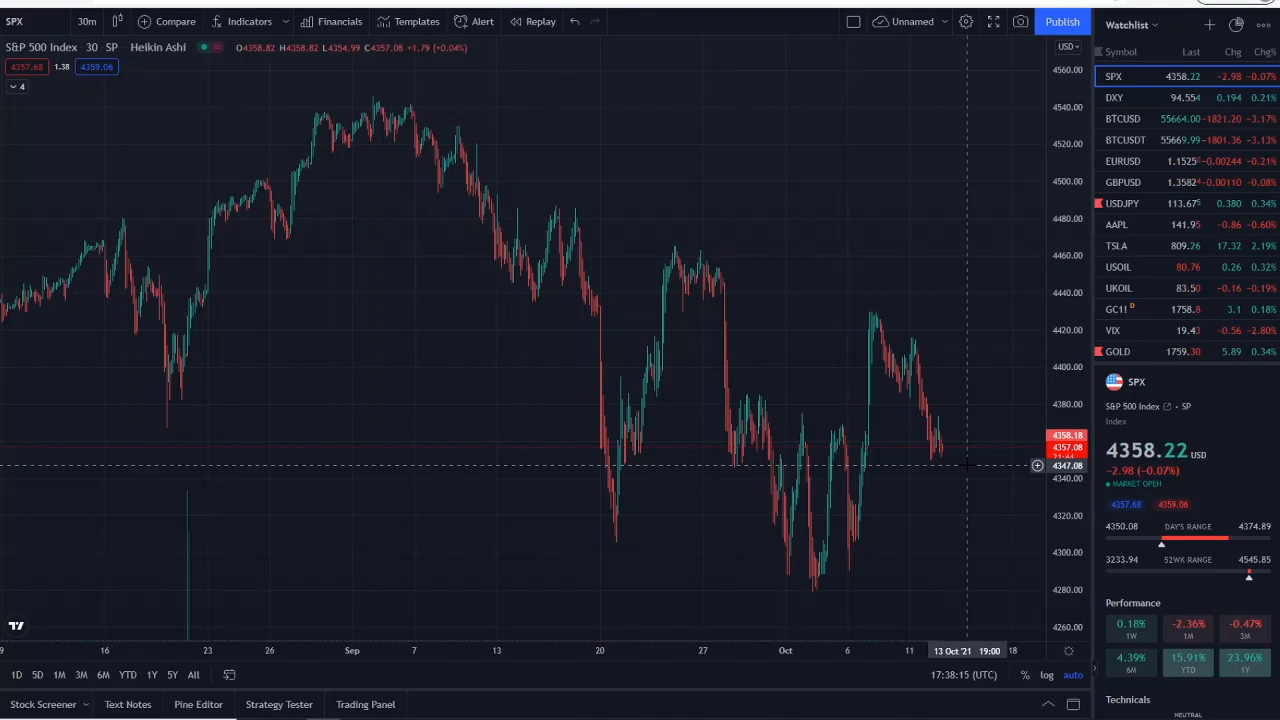 SPX 30m Compare Indicators Financials Templates Alert Replay Unnamed Publish
S&P 500 Index · 30 · SP Heikin Ashi O4358.82 H4358.82 L4354.99 C4357.08 +1.79 (+0.04%)
4357.68 1.38 4359.06
4
USD
4560.00
4540.00
4520.00
4500.00
4480.00
4460.00
4440.00
4420.00
4400.00
4380.00
4358.18
4357.08
21:44
4347.08
4340.00
4320.00
4300.00
4280.00
4260.00
9 16 23 26 Sep 7 13 20 27 Oct 6 11 13 Oct '21 19:00 18
1D 5D 1M 3M 6M YTD 1Y 5Y All 17:38:15 (UTC) % log auto
Stock Screener Text Notes Pine Editor Strategy Tester Trading Panel
Watchlist
Symbol Last Chg Chg%
SPX 4358.22 -2.98 -0.07%
DXY 94.554 0.194 0.21%
BTCUSD 55664.00 -1821.20 -3.17%
BTCUSDT 55669.99 -1801.36 -3.13%
EURUSD 1.1525⁰ -0.00244 -0.21%
GBPUSD 1.3582⁴ -0.00110 -0.08%
USDJPY 113.67⁵ 0.380 0.34%
AAPL 141.95 -0.86 -0.60%
TSLA 809.26 17.32 2.19%
USOIL 80.76 0.26 0.32%
UKOIL 83.50 -0.16 -0.19%
GC1! D 1758.8 3.1 0.18%
VIX 19.43 -0.56 -2.80%
GOLD 1759.30 5.89 0.34%
SPX
S&P 500 Index · SP
Index
4358.22 USD
-2.98 (-0.07%)
MARKET OPEN
4357.68 4359.06
4350.08 DAY'S RANGE 4374.89
3233.94 52WK RANGE 4545.85
Performance
0.18% -2.36% -0.47%
1W 1M 3M
4.39% 15.91% 23.96%
6M YTD 1Y
Technicals
NEUTRAL